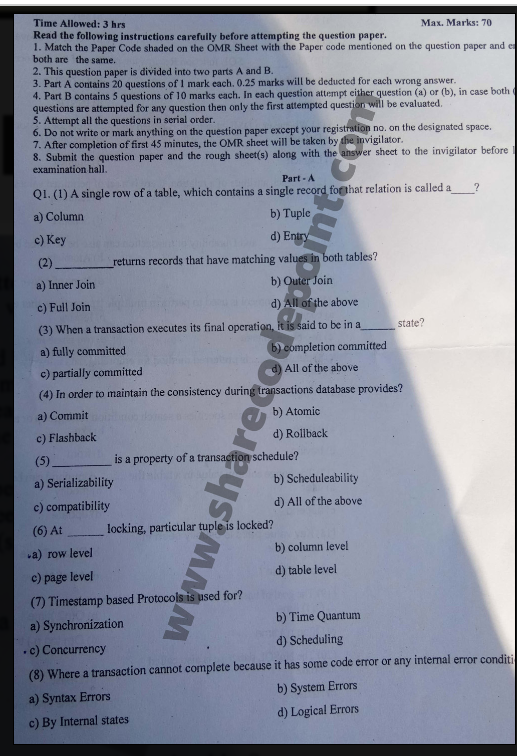 Time Allowed: 3 hrs Max. Marks: 70
Read the following instructions carefully before attempting the question paper.
1. Match the Paper Code shaded on the OMR Sheet with the Paper code mentioned on the question paper and
both are the same.
2. This question paper is divided into two parts A and B.
3. Part A contains 20 questions of 1 mark each. 0.25 marks will be deducted for each wrong answer.
4. Part B contains 5 questions of 10 marks each. In each question attempt either question (a) or (b), in case both
questions are attempted for any question then only the first attempted question will be evaluated.
5. Attempt all the questions in serial order.
6. Do not write or mark anything on the question paper except your registration no. on the designated space.
7. After completion of first 45 minutes, the OMR sheet will be taken by the invigilator.
8. Submit the question paper and the rough sheet(s) along with the answer sheet to the invigilator before
examination hall.
Part - A
Q1. (1) A single row of a table, which contains a single record for that relation is called a____?
a) Column b) Tuple
c) Key d) Entry
(2) __________returns records that have matching values in both tables?
a) Inner Join b) Outer Join
c) Full Join d) All of the above
(3) When a transaction executes its final operation, it is said to be in a______ state?
a) fully committed b) completion committed
c) partially committed d) All of the above
(4) In order to maintain the consistency during transactions database provides?
a) Commit b) Atomic
c) Flashback d) Rollback
(5) __________ is a property of a transaction schedule?
a) Serializability b) Scheduleability
c) compatibility d) All of the above
(6) At ______ locking, particular tuple is locked?
a) row level b) column level
c) page level d) table level
(7) Timestamp based Protocols is used for?
a) Synchronization b) Time Quantum
c) Concurrency d) Scheduling
(8) Where a transaction cannot complete because it has some code error or any internal error conditi
a) Syntax Errors b) System Errors
c) By Internal states d) Logical Errors
www.sharecodepoint.com